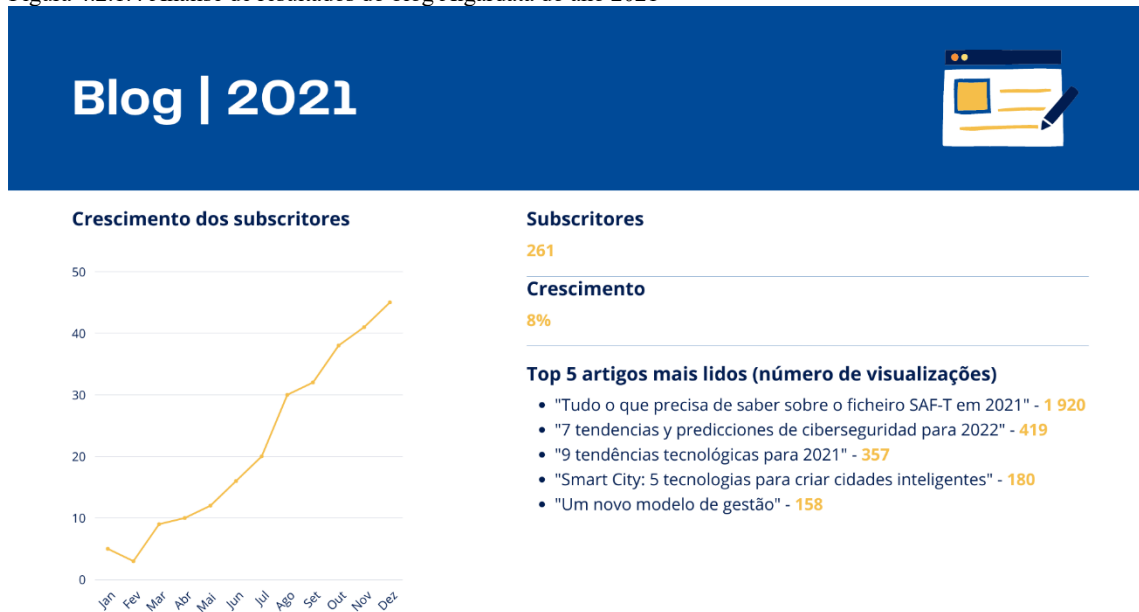 Blog | 2021
Crescimento dos subscritores
50
40
30
20
10
0
Jan Fev Mar Abr Mai Jun Jul Ago Set Out Nov Dez
Subscritores
261
Crescimento
8%
Top 5 artigos mais lidos (número de visualizações)
• "Tudo o que precisa de saber sobre o ficheiro SAF-T em 2021" - 1 920
• "7 tendencias y predicciones de ciberseguridad para 2022" - 419
• "9 tendências tecnológicas para 2021" - 357
• "Smart City: 5 tecnologias para criar cidades inteligentes" - 180
• "Um novo modelo de gestão" - 158